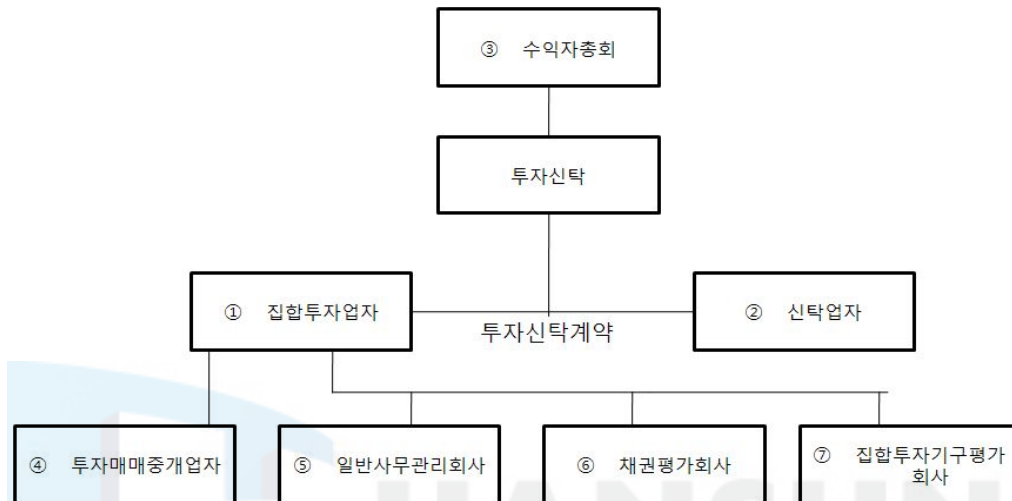 ③ 수익자총회
투자신탁
① 집합투자업자
② 신탁업자
투자신탁계약
④ 투자매매중개업자
⑤ 일반사무관리회사
⑥ 채권평가회사
⑦ 집합투자기구평가
회사